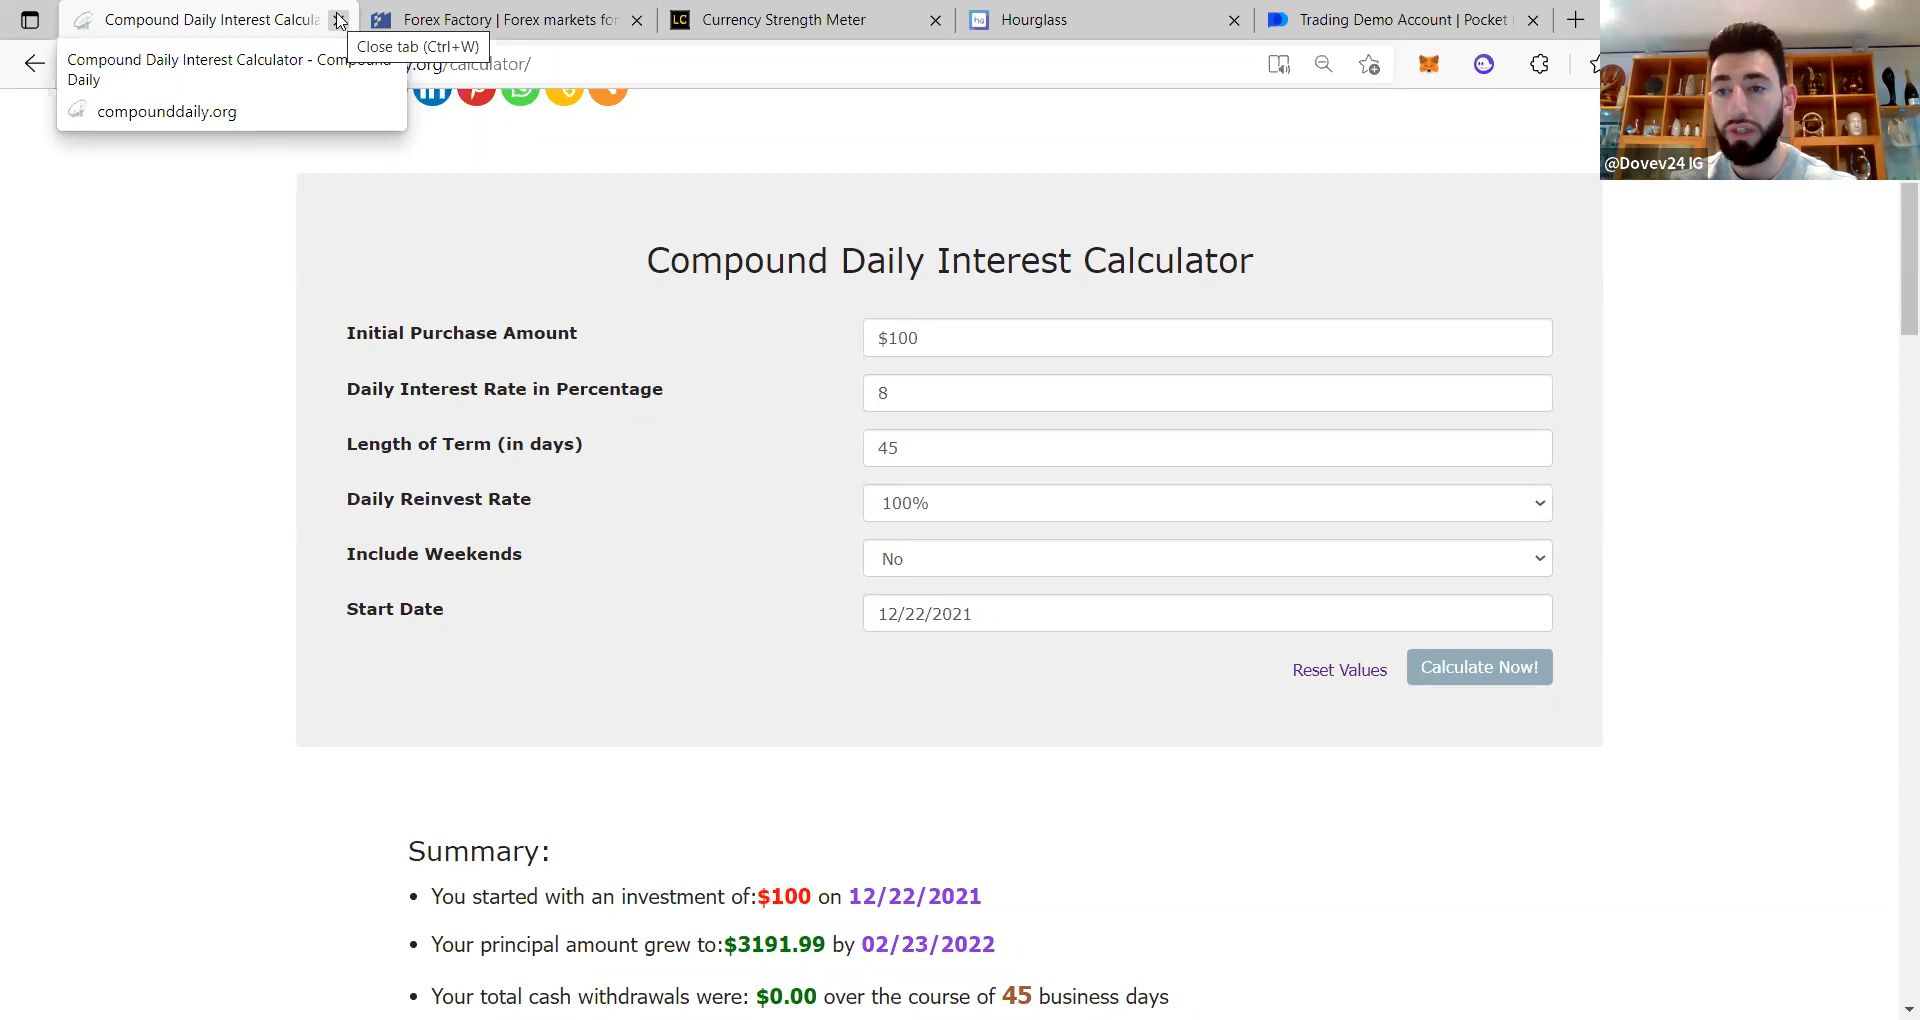 Compound Daily Interest Calcula
Forex Factory | Forex markets for
LC
Currency Strength Meter
hg
Hourglass
Trading Demo Account | Pocket
Close tab (Ctrl+W)
Compound Daily Interest Calculator - Compound
Daily
compounddaily.org
y.org/calculator/
@Dovev24 IG
Compound Daily Interest Calculator
Initial Purchase Amount
$100
Daily Interest Rate in Percentage
8
Length of Term (in days)
45
Daily Reinvest Rate
100%
Include Weekends
No
Start Date
12/22/2021
Reset Values
Calculate Now!
Summary:
• You started with an investment of:$100 on 12/22/2021
• Your principal amount grew to:$3191.99 by 02/23/2022
• Your total cash withdrawals were: $0.00 over the course of 45 business days